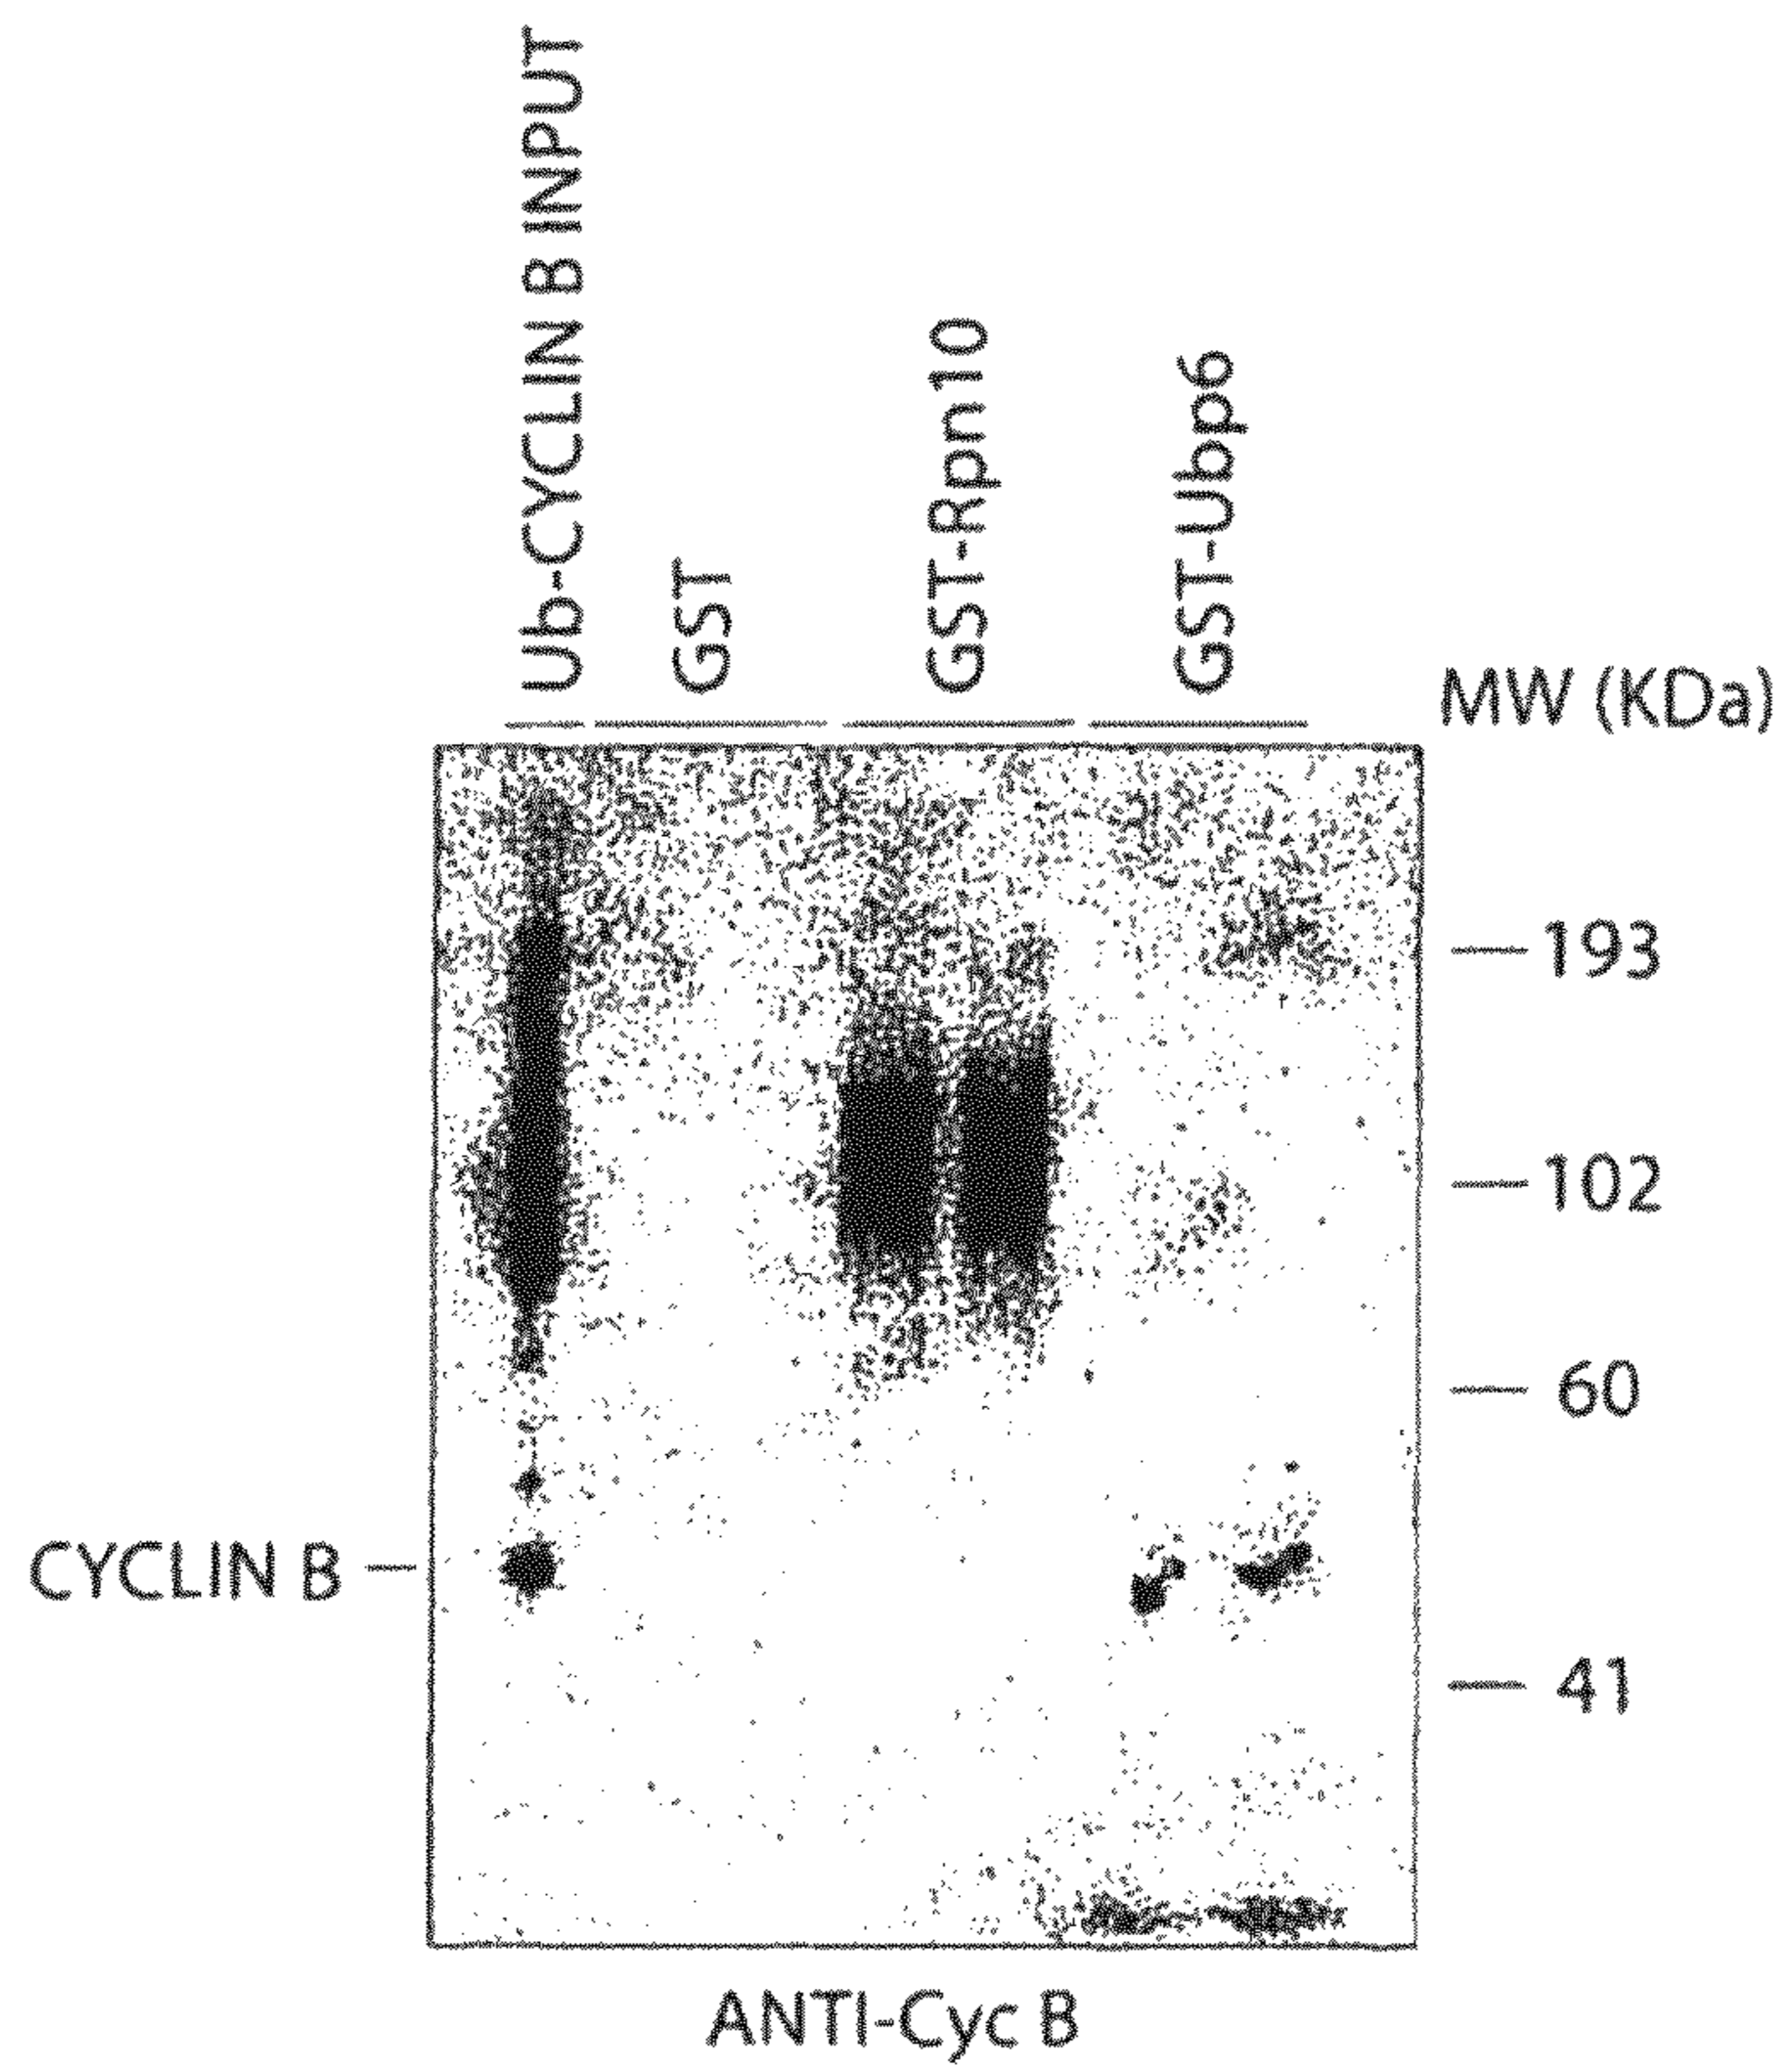 Ub-CYCLIN B INPUT
GST
GST-Rpn10
GST-Ubp6
MW (KDa)
193
102
60
CYCLIN B
41
ANTI-Cyc B